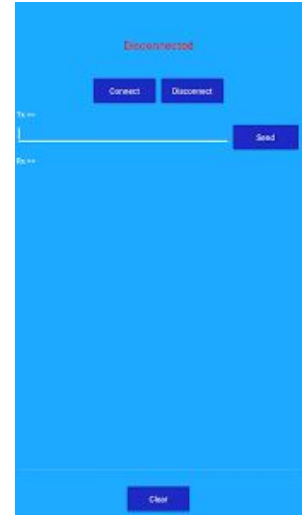 Disconnected
Connect Disconnect
Tx >>
Send
Rx >>
Clear